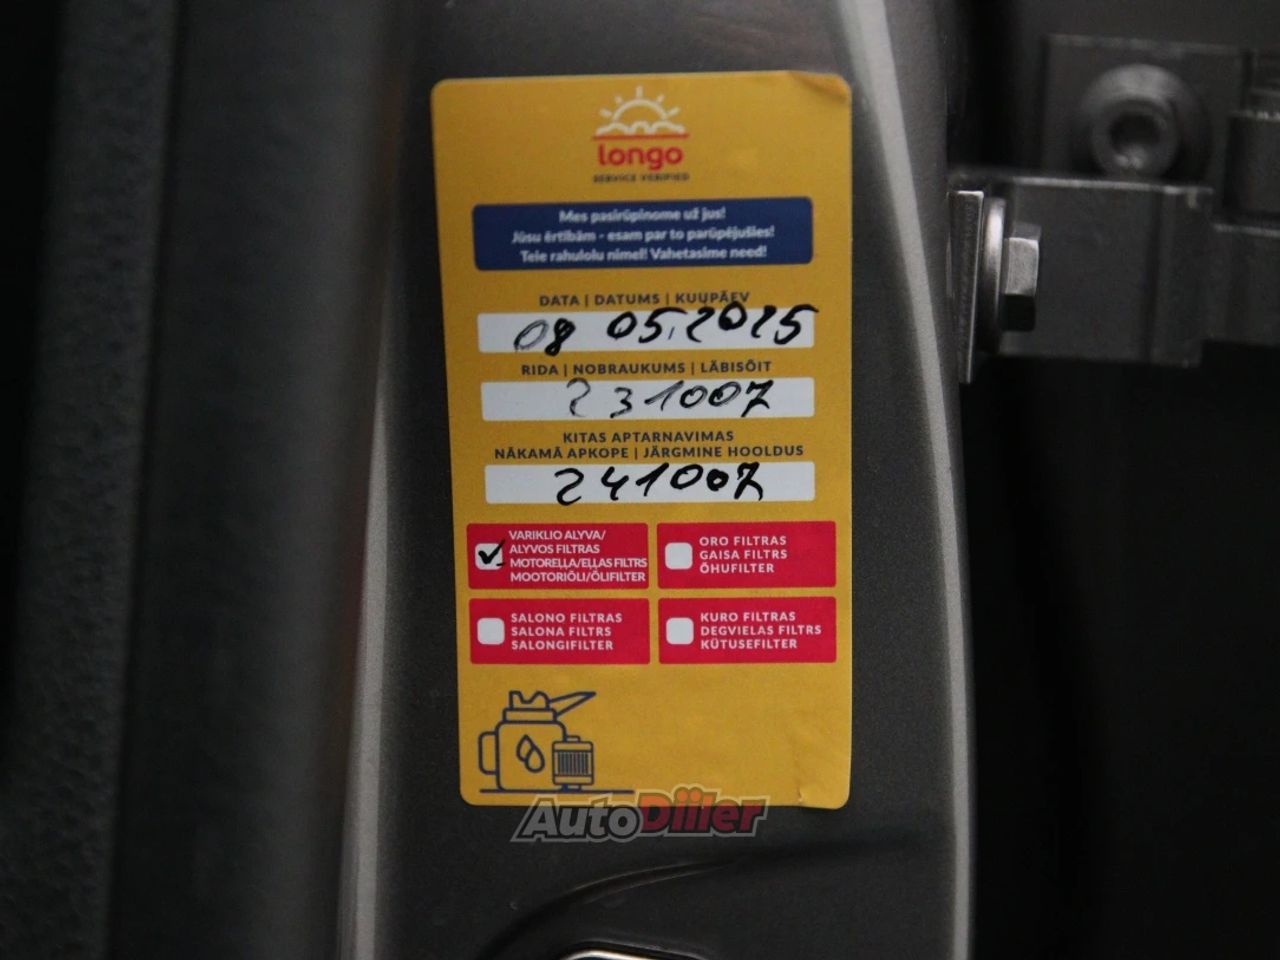 longo
SERVICE VERIFIED
Mes pasirūpinome už jus!
Jūsu ērtībām - esam par to parūpējušies!
Teie rahulolu nimel! Vahetasime need!
DATA | DATUMS | KUUPÄEV
08 05.2025
RIDA | NOBRAUKUMS | LÄBISÕIT
231007
KITAS APTARNAVIMAS
NĀKAMĀ APKOPE | JÄRGMINE HOOLDUS
241007
VARIKLIO ALYVA/
ALYVOS FILTRAS
MOTOREĻĻA/EĻĻAS FILTRS
MOOTORIÕLI/ÕLIFILTER
ORO FILTRAS
GAISA FILTRS
ÕHUFILTER
SALONO FILTRAS
SALONA FILTRS
SALONGIFILTER
KURO FILTRAS
DEGVIELAS FILTRS
KÜTUSEFILTER
AutoDiiler